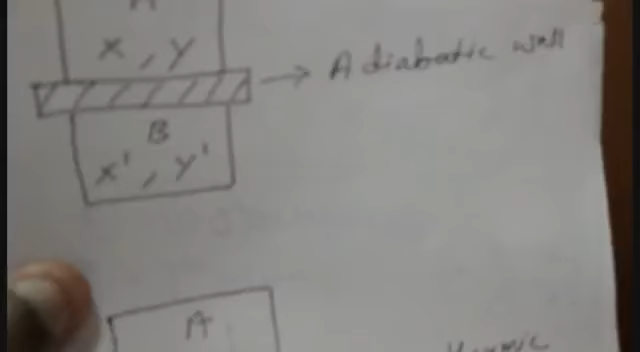 A
X , Y
Adiabatic wall
B
X' , Y'
A